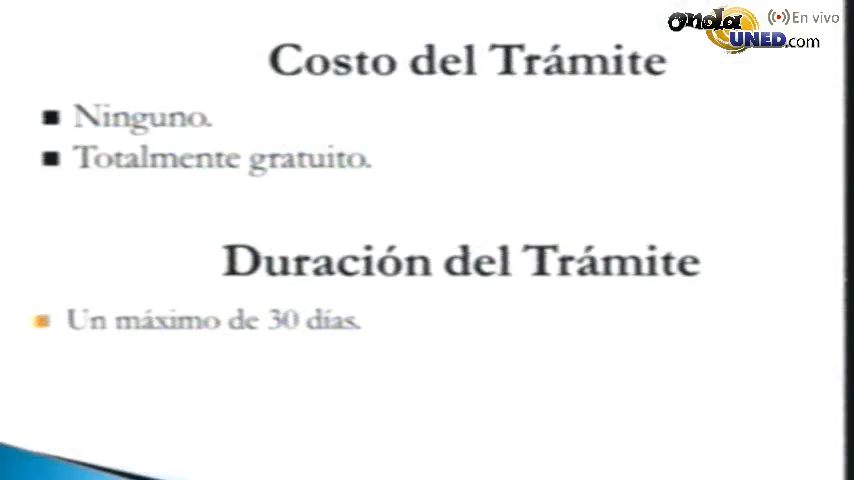 onda
UNED.com
En vivo
Costo del Trámite
Ninguno.
Totalmente gratuito.
Duración del Trámite
Un máximo de 30 días.